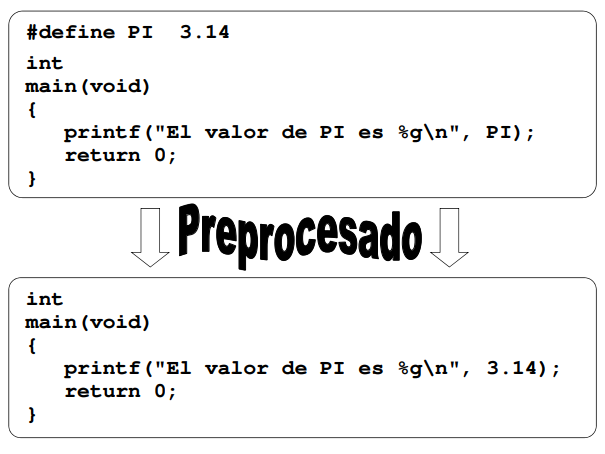 #define PI  3.14
int
main(void)
{
   printf("El valor de PI es %g\n", PI);
   return 0;
}
Preprocesado
int
main(void)
{
   printf("El valor de PI es %g\n", 3.14);
   return 0;
}